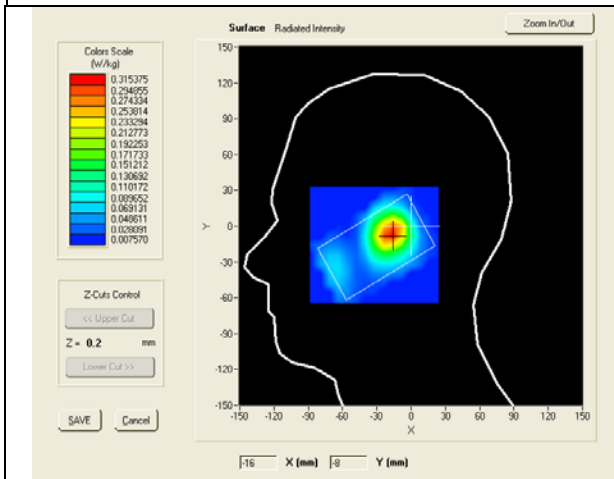 Surface Radiated Intensity
Zoom In/Out
Colors Scale
(W/kg)
0.315375
0.294855
0.274334
0.253814
0.233294
0.212773
0.192253
0.171733
0.151212
0.130692
0.110172
0.089652
0.069131
0.048611
0.028091
0.007570
Z-Cuts Control
<< Upper Cut
Z = 0.2 mm
Lower Cut >>
SAVE Cancel
150-
120-
90-
60-
30-
0-
-30-
-60-
-90-
-120-
-150-
Y
-150 -120 -90 -60 -30 0 30 60 90 120 150
X
-16 X (mm) -8 Y (mm)